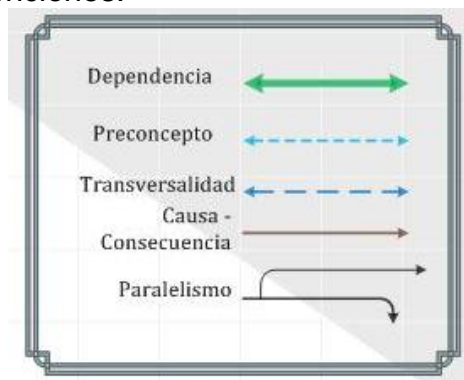 Dependencia
Preconcepto
Transversalidad
Causa -
Consecuencia
Paralelismo